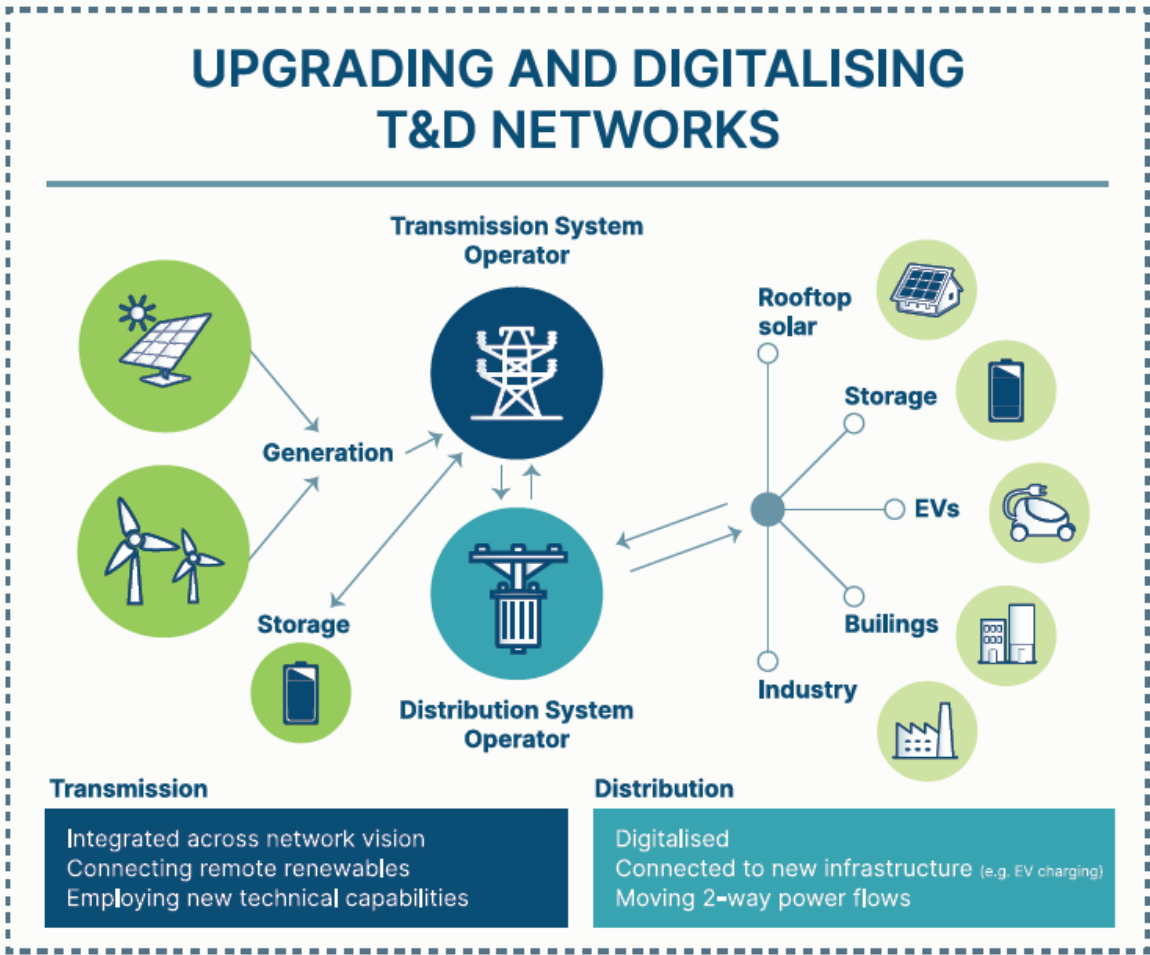 UPGRADING AND DIGITALISING
T&D NETWORKS
Transmission System
Operator
Generation
Storage
Distribution System
Operator
Rooftop
solar
Storage
EVs
Builings
Industry
Transmission
Integrated across network vision
Connecting remote renewables
Employing new technical capabilities
Distribution
Digitalised
Connected to new infrastructure (e.g. EV charging)
Moving 2-way power flows